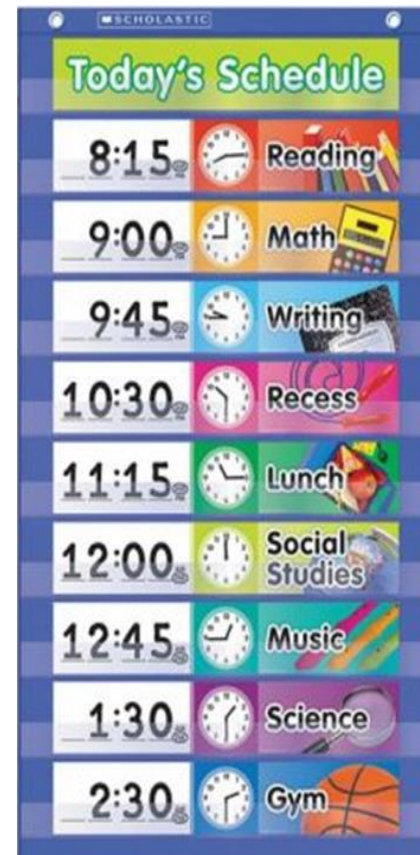 SCHOLASTIC
Today's Schedule
8:15 Reading
9:00 Math
9:45 Writing
10:30 Recess
11:15 Lunch
12:00 Social
Studies
12:45 Music
1:30 Science
2:30 Gym